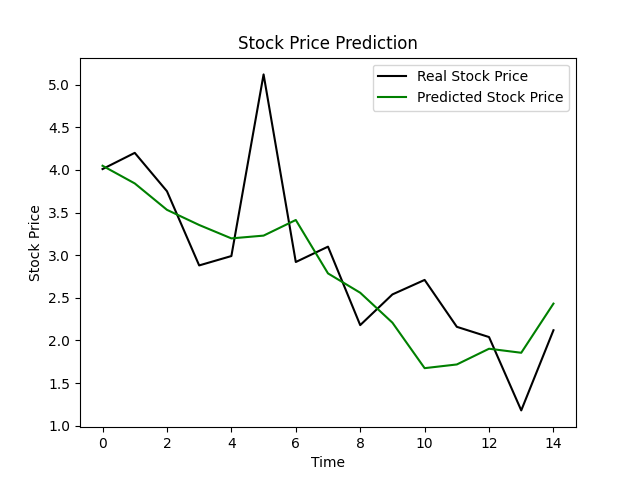 Stock Price Prediction
Real Stock Price
Predicted Stock Price
Stock Price
5.0
4.5
4.0
3.5
3.0
2.5
2.0
1.5
1.0
0 2 4 6 8 10 12 14
Time